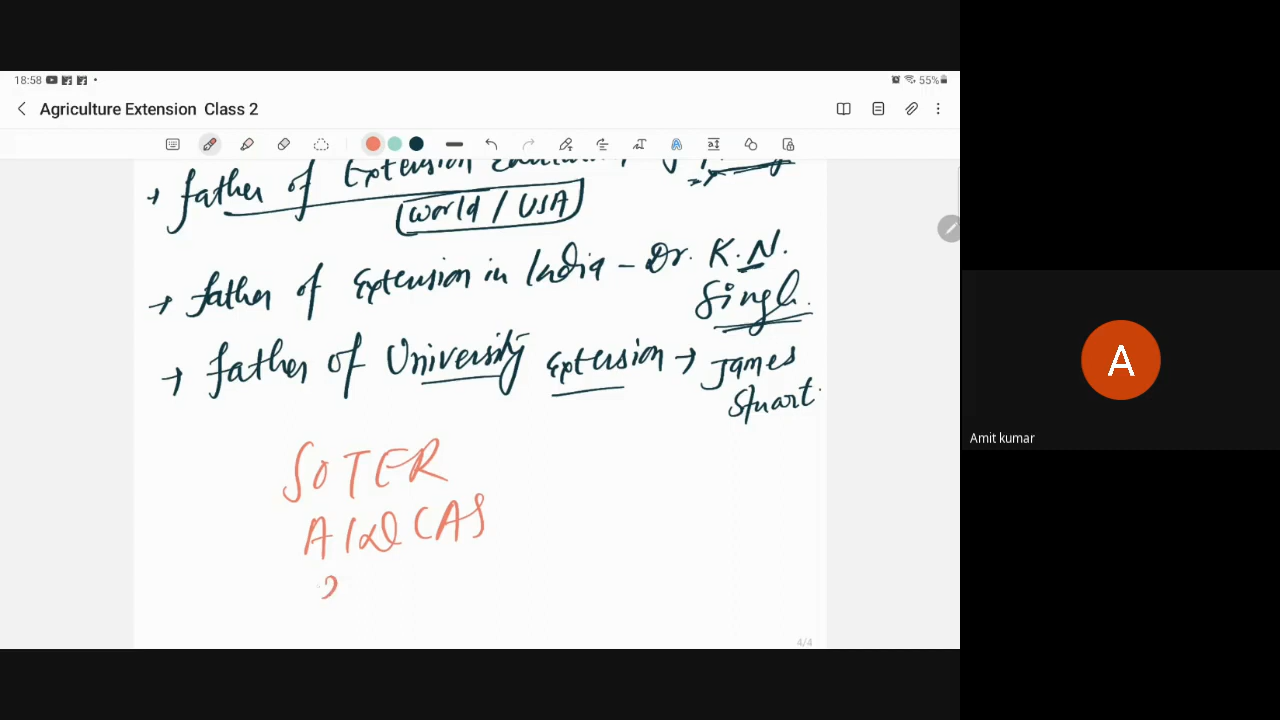 18:58
55%
Agriculture Extension Class 2
→ father of Extension
(World / USA)
→ father of Extension in India - Dr. K.N.
Singh.
→ father of University Extension → James
Stuart.
SOTER
AIDCAS
4/4
A
Amit kumar